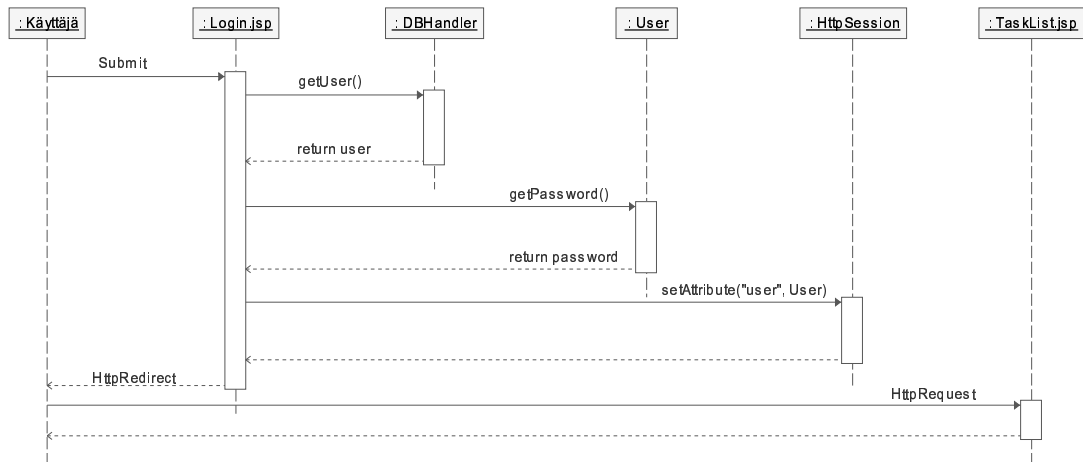 : Käyttäjä
: Login.jsp
: DBHandler
: User
: HttpSession
: TaskList.jsp
Submit
getUser()
return user
getPassword()
return password
setAttribute("user", User)
HttpRedirect
HttpRequest